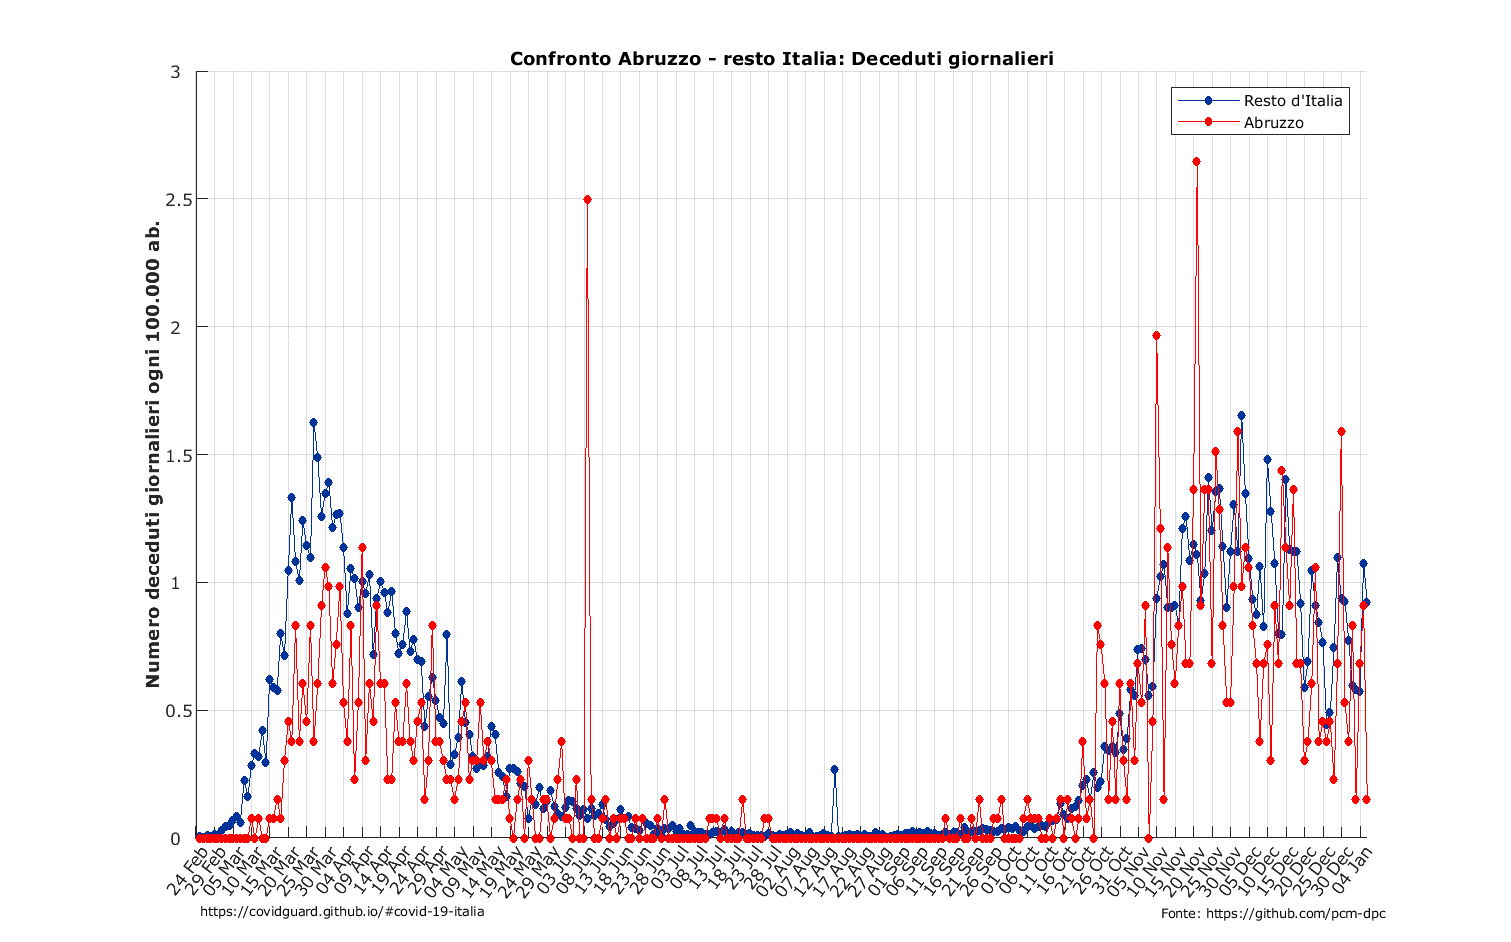 Confronto Abruzzo - resto Italia: Deceduti giornalieri
Resto d'Italia
Abruzzo
Numero deceduti giornalieri ogni 100.000 ab.
3
2.5
2
1.5
1
0.5
0
24 Feb
29 Feb
05 Mar
10 Mar
15 Mar
20 Mar
25 Mar
30 Mar
04 Apr
09 Apr
14 Apr
19 Apr
24 Apr
29 Apr
04 May
09 May
14 May
19 May
24 May
29 May
03 Jun
08 Jun
13 Jun
18 Jun
23 Jun
28 Jun
03 Jul
08 Jul
13 Jul
18 Jul
23 Jul
28 Jul
02 Aug
07 Aug
12 Aug
17 Aug
22 Aug
27 Aug
01 Sep
06 Sep
11 Sep
16 Sep
21 Sep
26 Sep
01 Oct
06 Oct
11 Oct
16 Oct
21 Oct
26 Oct
31 Oct
05 Nov
10 Nov
15 Nov
20 Nov
25 Nov
30 Nov
05 Dec
10 Dec
15 Dec
20 Dec
25 Dec
30 Dec
04 Jan
https://covidguard.github.io/#covid-19-italia
Fonte: https://github.com/pcm-dpc